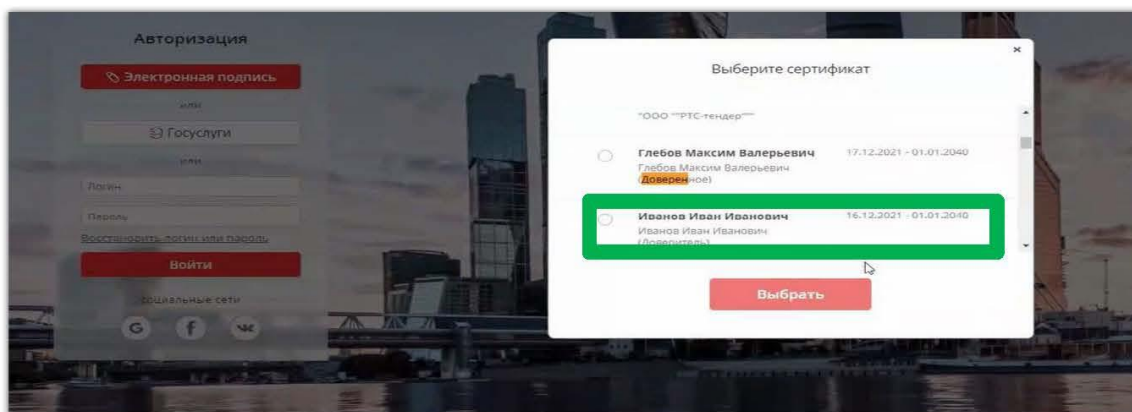 Авторизация
Электронная подпись
или
Госуслуги
или
Логин
Пароль
Восстановить логин или пароль
Войти
социальные сети
G f
Выберите сертификат
×
"ООО ""РТС-тендер"""
Глебов Максим Валерьевич 17.12.2021 - 01.01.2040
Глебов Максим Валерьевич
(Доверенное)
Иванов Иван Иванович 16.12.2021 - 01.01.2040
Иванов Иван Иванович
(Доверитель)
Выбрать